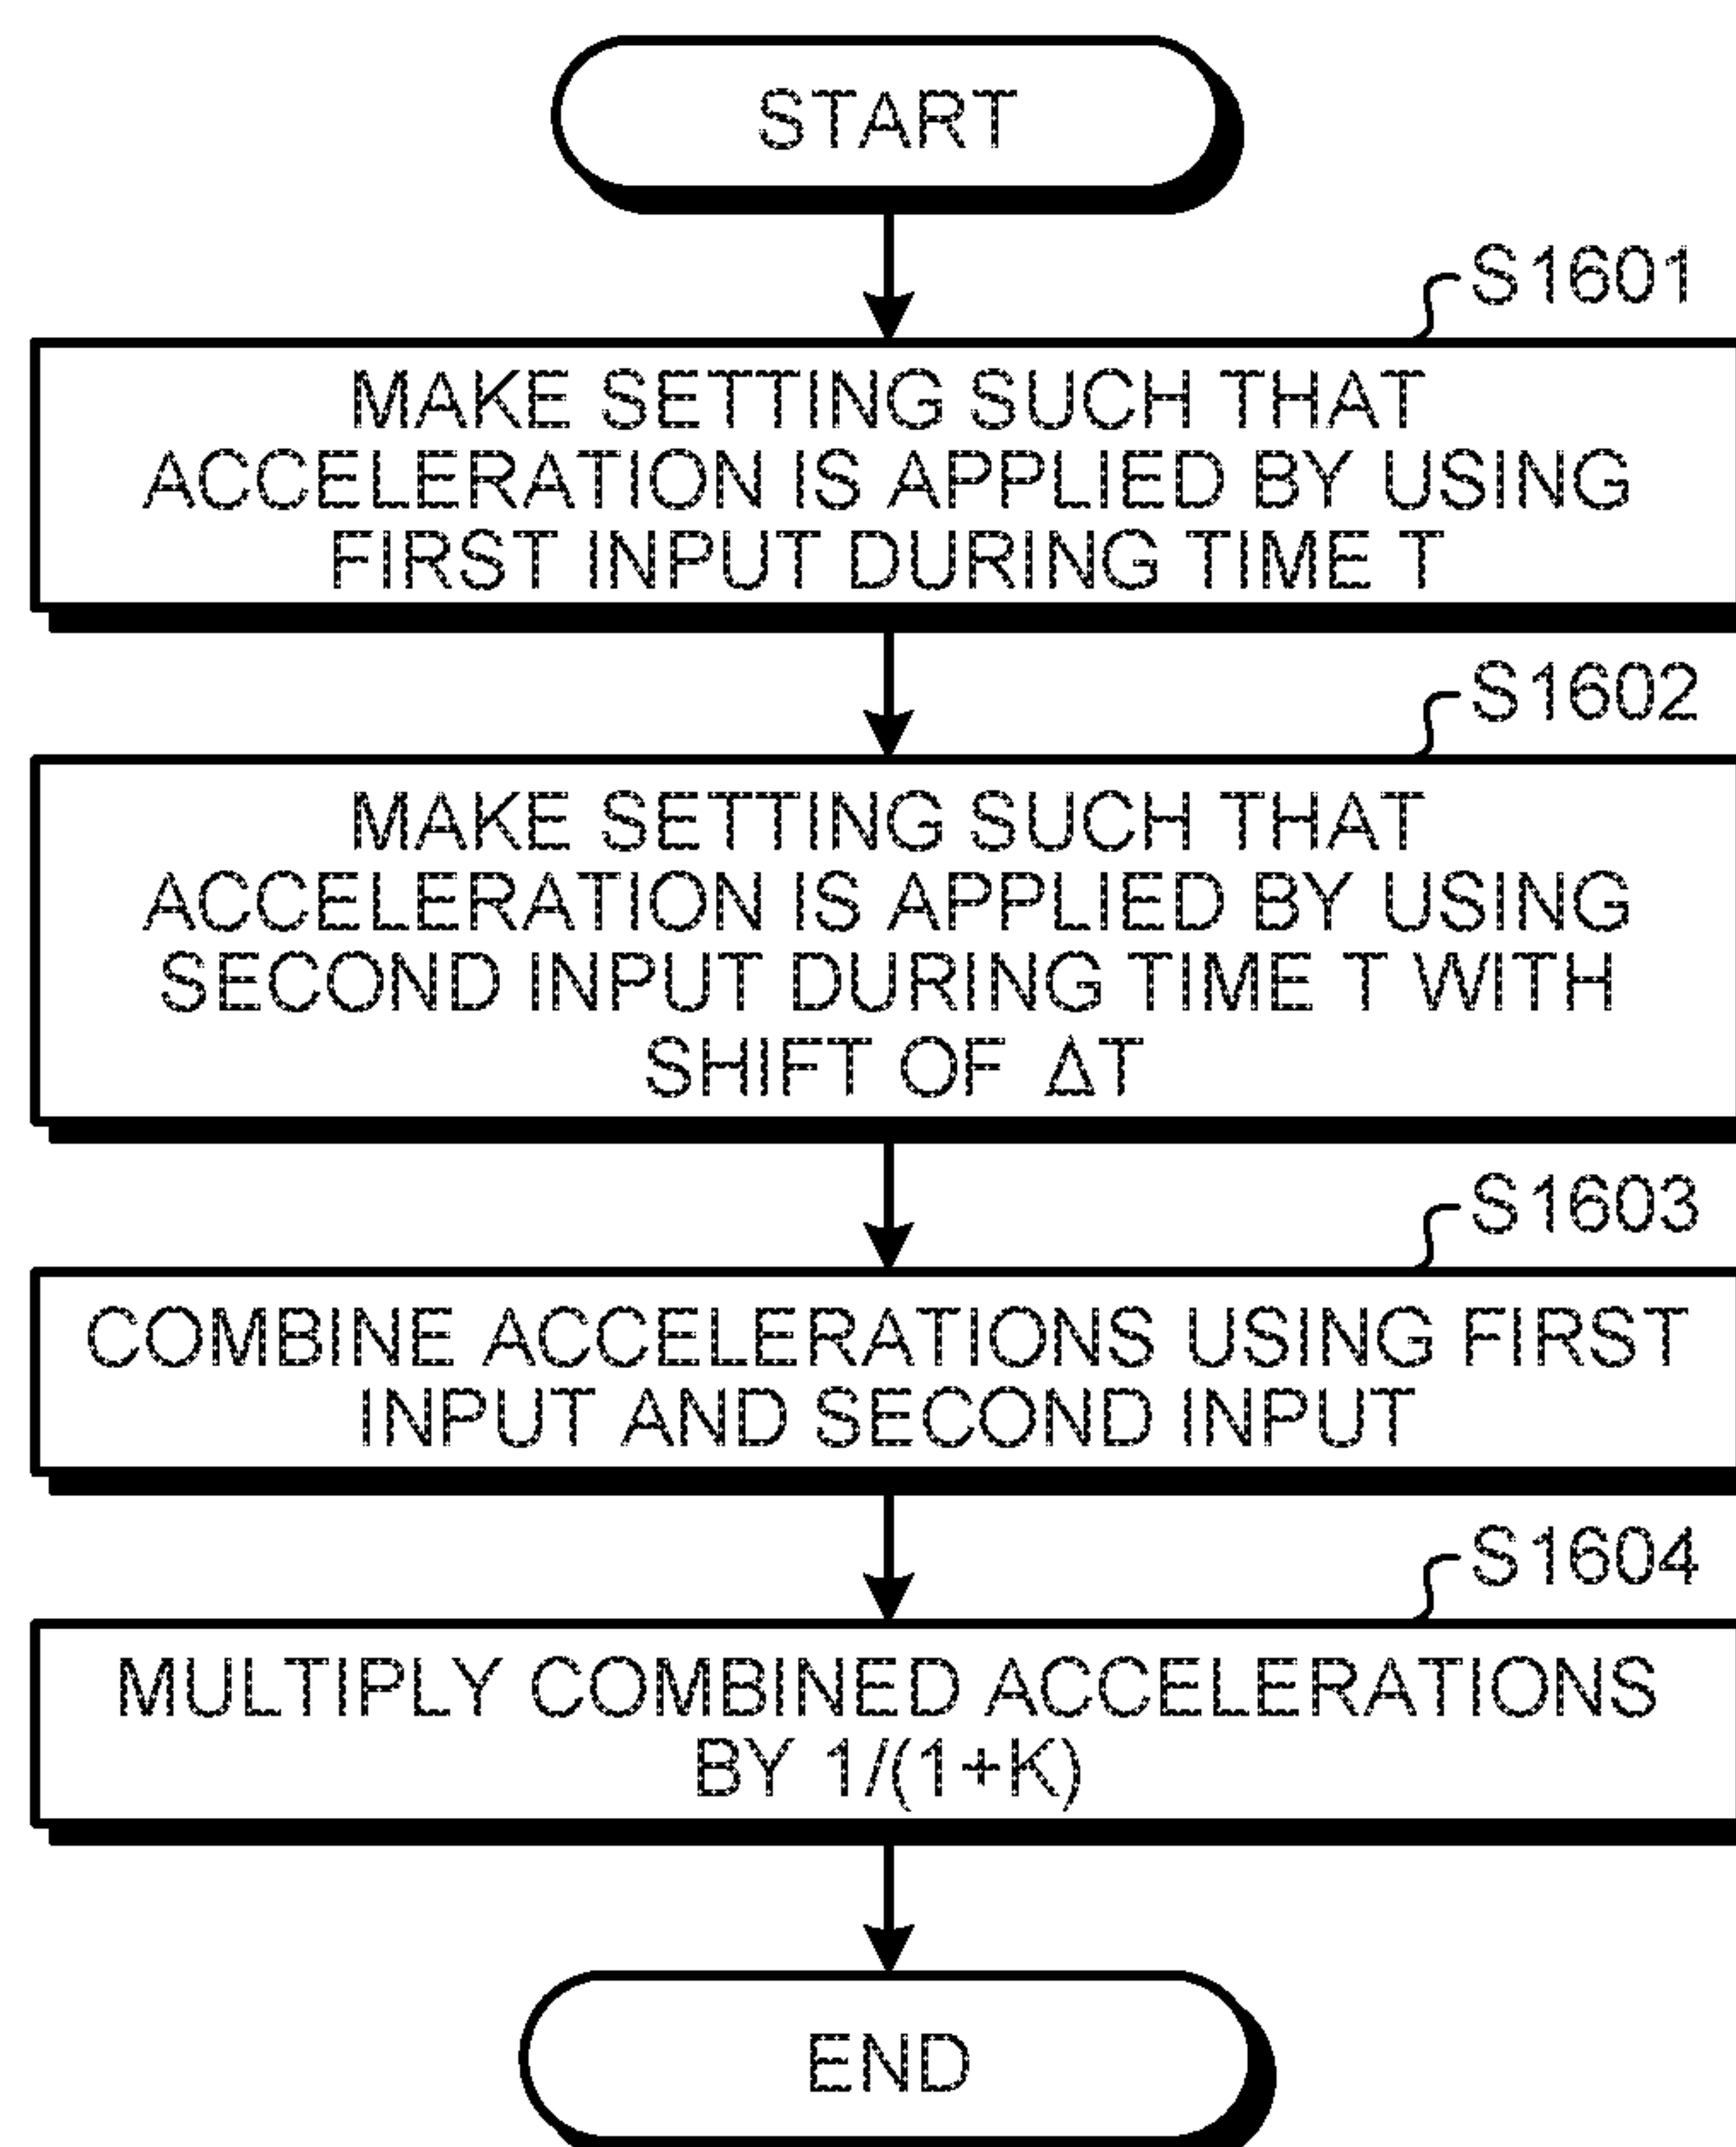 START
S1601
MAKE SETTING SUCH THAT
ACCELERATION IS APPLIED BY USING
FIRST INPUT DURING TIME T
S1602
MAKE SETTING SUCH THAT
ACCELERATION IS APPLIED BY USING
SECOND INPUT DURING TIME T WITH
SHIFT OF ΔT
S1603
COMBINE ACCELERATIONS USING FIRST
INPUT AND SECOND INPUT
S1604
MULTIPLY COMBINED ACCELERATIONS
BY 1/(1+K)
END